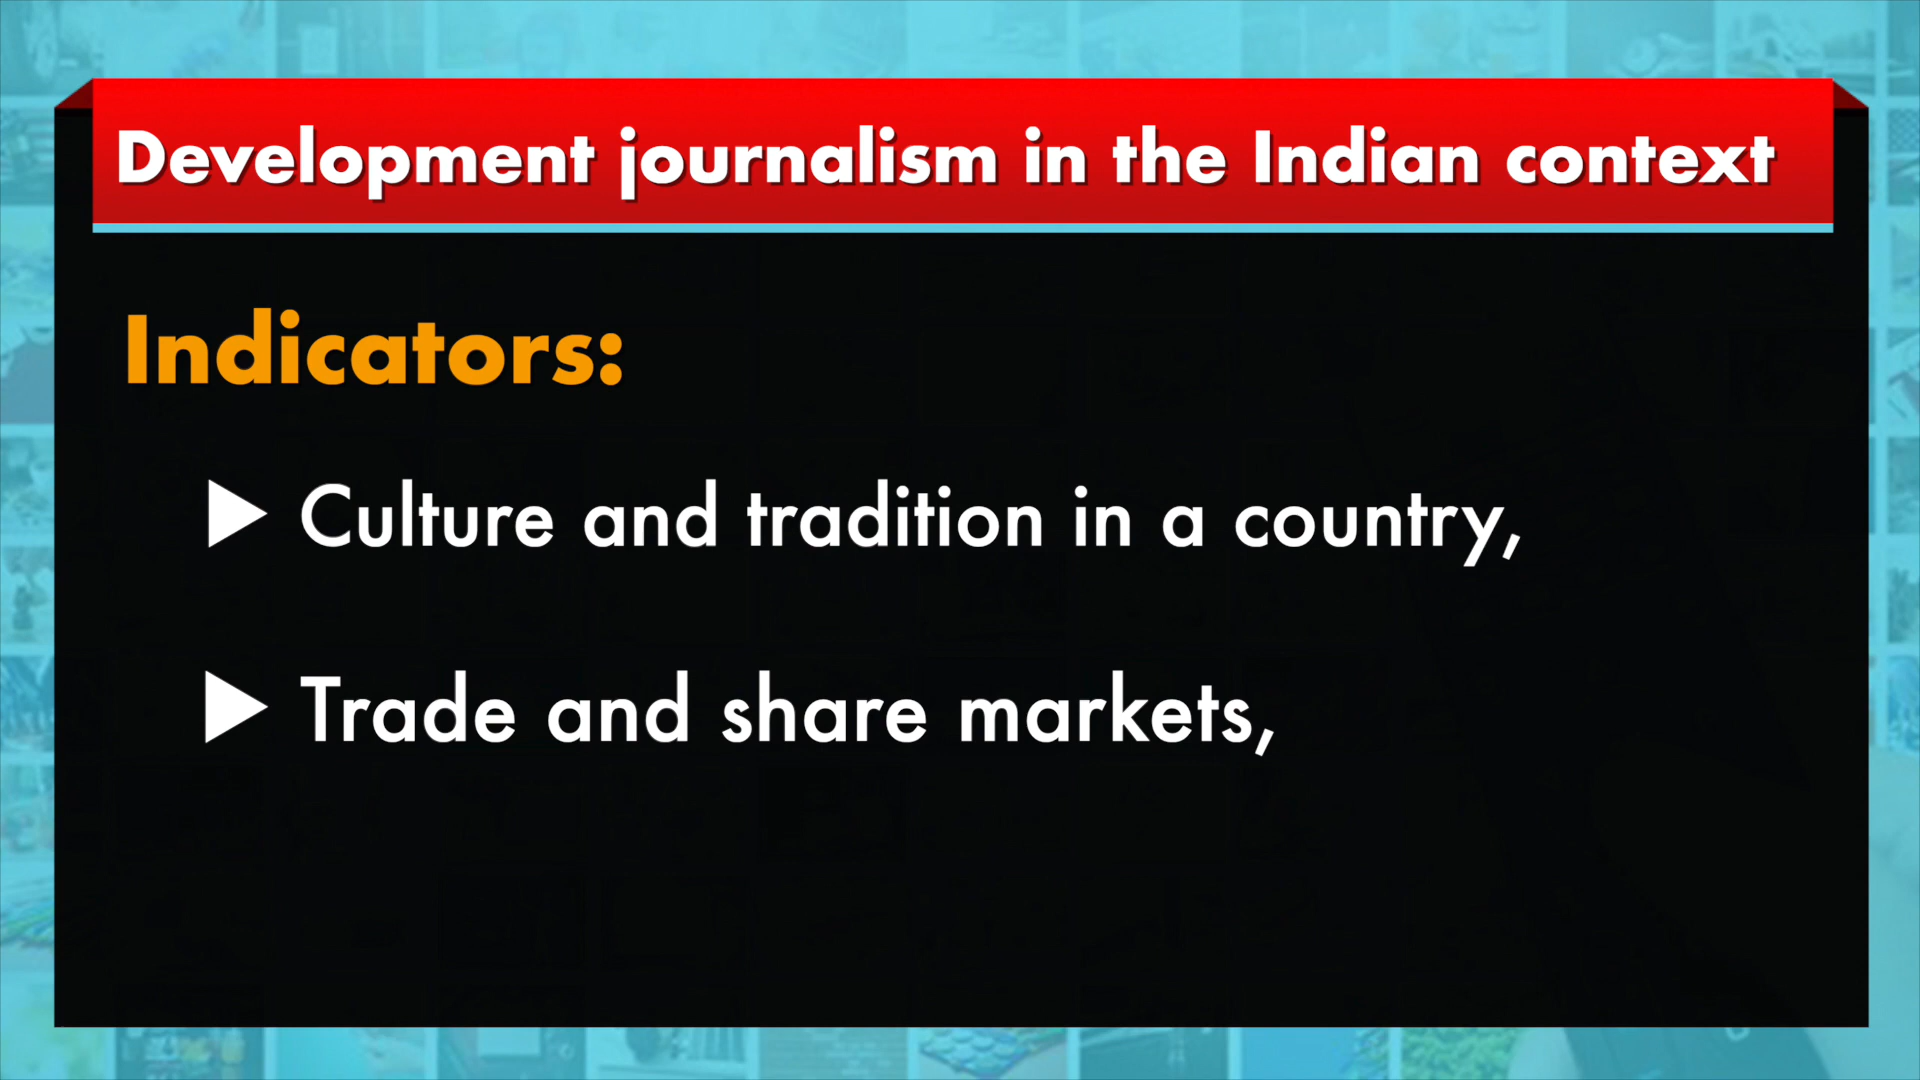 Development journalism in the Indian context
Indicators:
▶ Culture and tradition in a country,
▶ Trade and share markets,